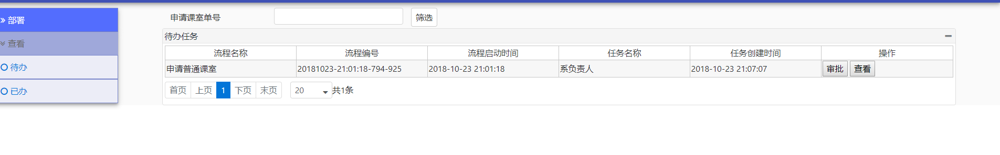 部署
查看
待办
已办
申请课室单号 筛选
待办任务
流程名称 流程编号 流程启动时间 任务名称 任务创建时间 操作
申请普通课室 20181023-21:01:18-794-925 2018-10-23 21:01:18 系负责人 2018-10-23 21:07:07 审批 查看
首页 上页 1 下页 末页 20 共1条